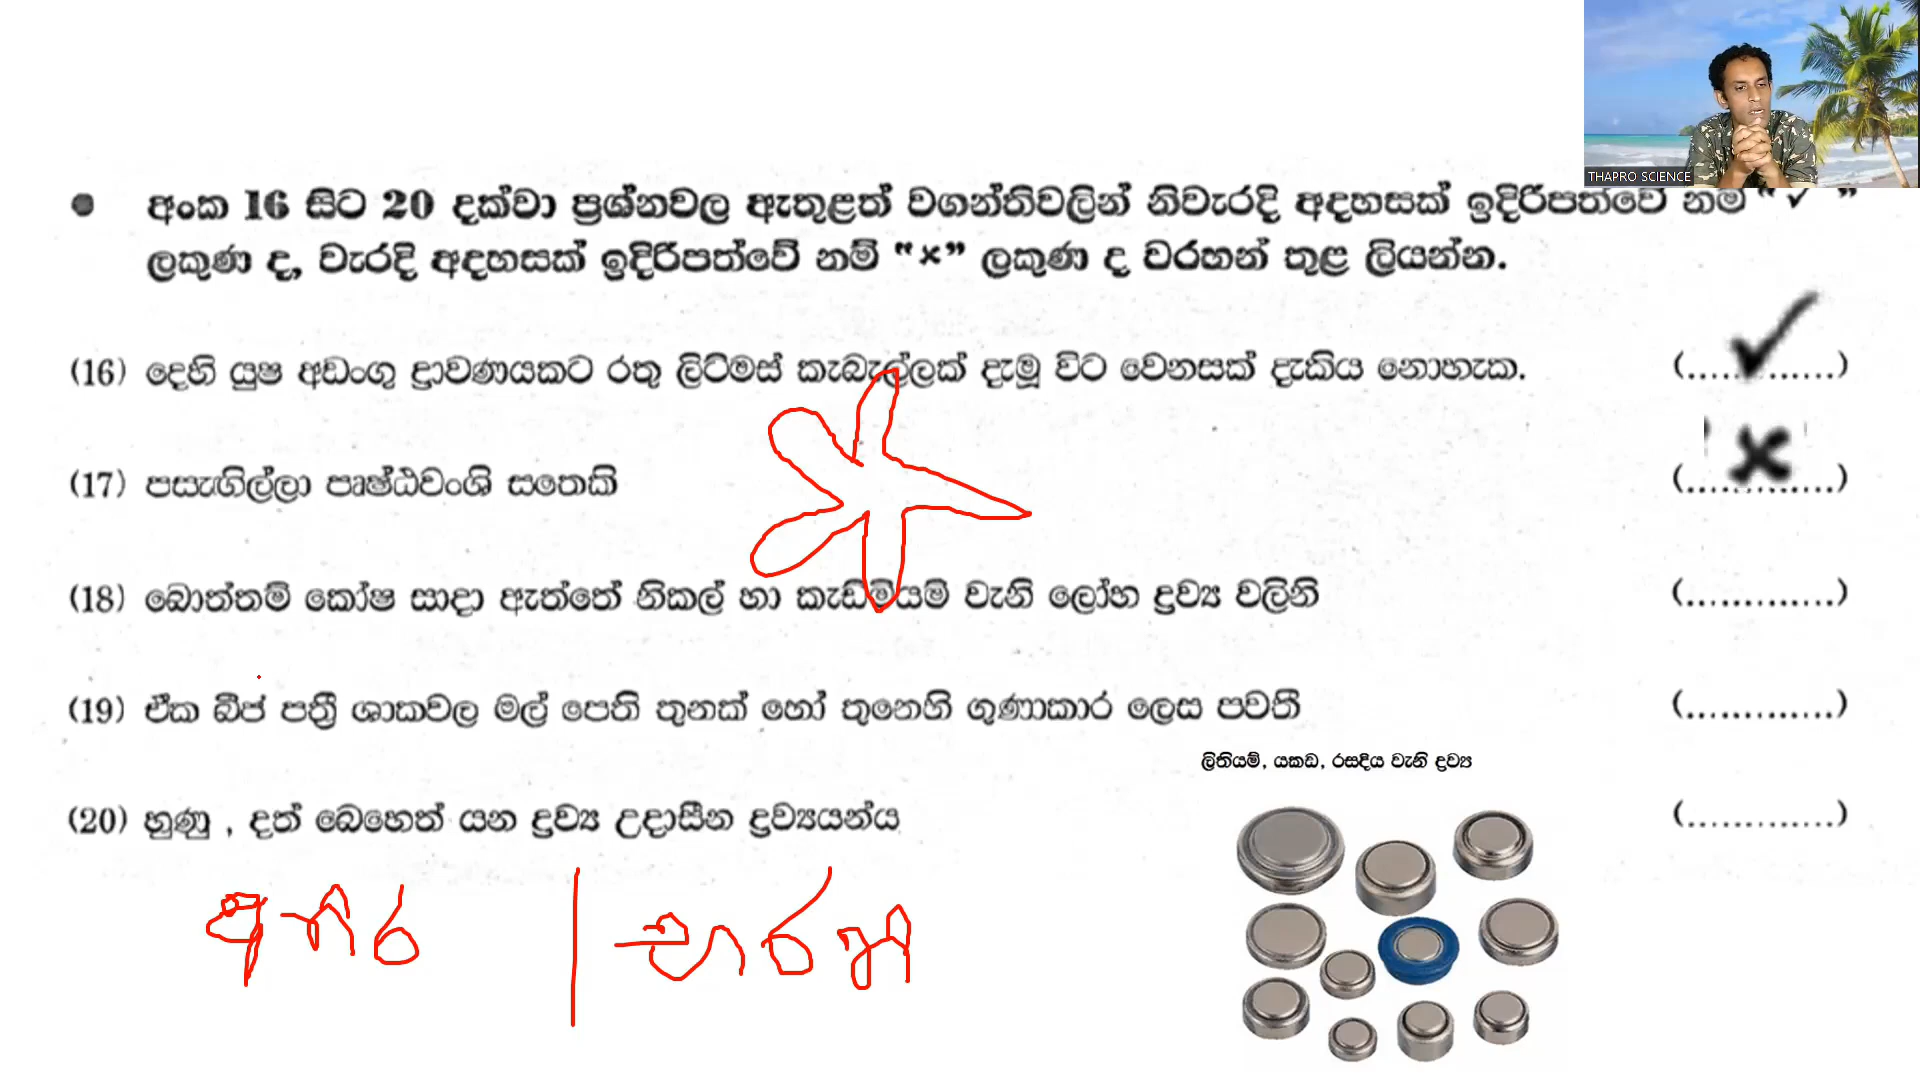 THAPRO SCIENCE
● අංක 16 සිට 20 දක්වා ප්‍රශ්නවල ඇතුළත් වගන්තිවලින් නිවැරදි අදහසක් ඉදිරිපත්වේ නම් “✓”
ලකුණ ද, වැරදි අදහසක් ඉදිරිපත්වේ නම් “×” ලකුණ ද වරහන් තුළ ලියන්න.
(16) දෙහි යුෂ අඩංගු ද්‍රාවණයකට රතු ලිට්මස් කැබැල්ලක් දැමූ විට වෙනසක් දැකිය නොහැක. (.....✓......)
(17) පසැඟිල්ලා පෘෂ්ඨවංශි සතෙකි (.....×......)
(18) බොත්තම් කෝෂ සාදා ඇත්තේ නිකල් හා කැඩ්මියම් වැනි ලෝහ ද්‍රව්‍ය වලිනි (.............)
(19) ඒක බීජ පත්‍රී ශාකවල මල් පෙති තුනක් හෝ තුනෙහි ගුණාකාර ලෙස පවතී (.............)
ලිතියම්, යකඩ, රසදිය වැනි ද්‍රව්‍ය
(20) හුණු , දත් බෙහෙත් යන ද්‍රව්‍ය උදාසීන ද්‍රව්‍යයන්ය (.............)